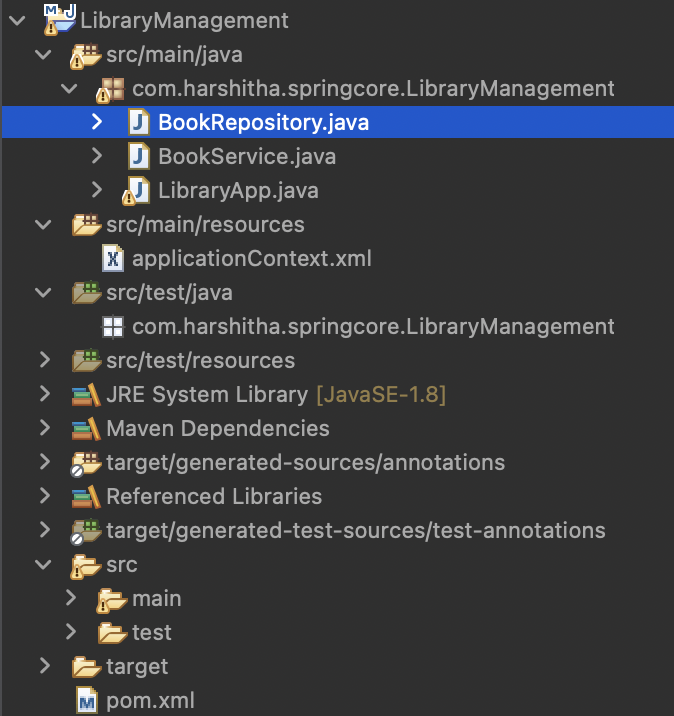 LibraryManagement
src/main/java
com.harshitha.springcore.LibraryManagement
BookRepository.java
BookService.java
LibraryApp.java
src/main/resources
applicationContext.xml
src/test/java
com.harshitha.springcore.LibraryManagement
src/test/resources
JRE System Library [JavaSE-1.8]
Maven Dependencies
target/generated-sources/annotations
Referenced Libraries
target/generated-test-sources/test-annotations
src
main
test
target
pom.xml